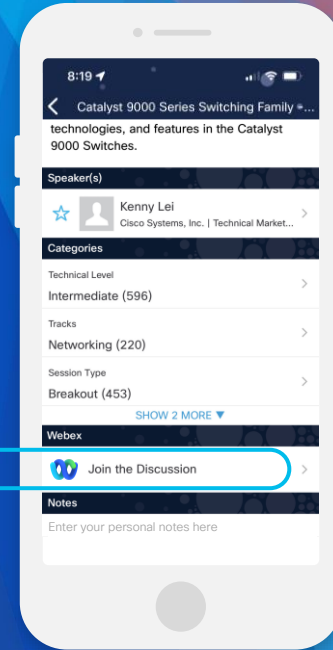 8:19
Catalyst 9000 Series Switching Family -...
technologies, and features in the Catalyst
9000 Switches.
Speaker(s)
Kenny Lei
Cisco Systems, Inc. | Technical Market...
Categories
Technical Level
Intermediate (596)
Tracks
Networking (220)
Session Type
Breakout (453)
SHOW 2 MORE ▼
Webex
Join the Discussion
Notes
Enter your personal notes here